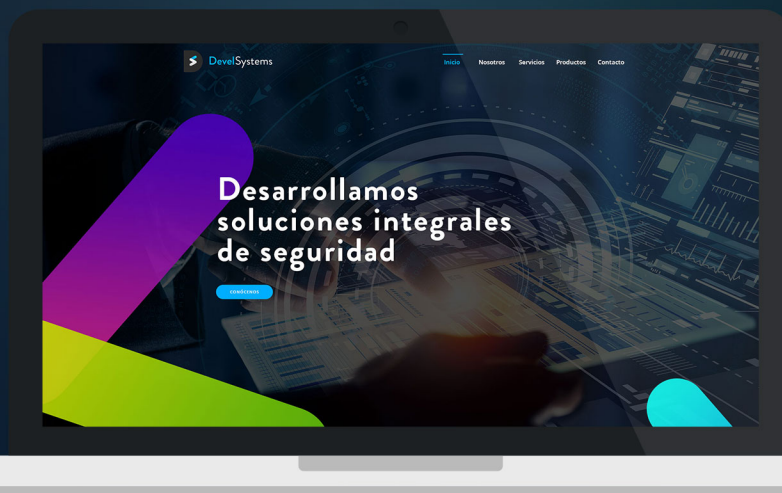 DevelSystems
Inicio Nosotros Servicios Productos Contacto
Desarrollamos
soluciones integrales
de seguridad
CONÓCENOS